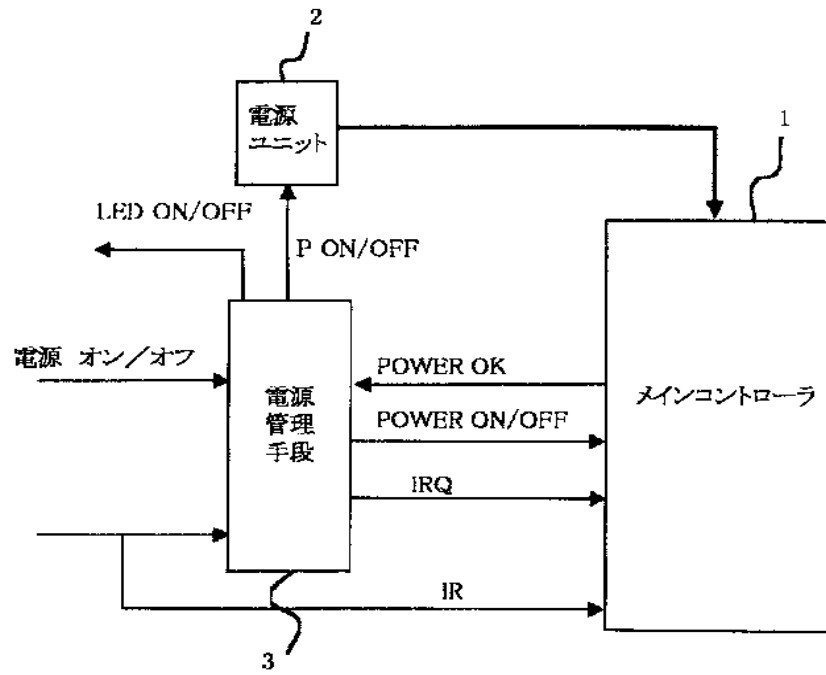 2
電源
ユニット
1
LED ON/OFF
P ON/OFF
電源 オン／オフ
POWER OK
電源
管理
手段
メインコントローラ
POWER ON/OFF
IRQ
IR
3